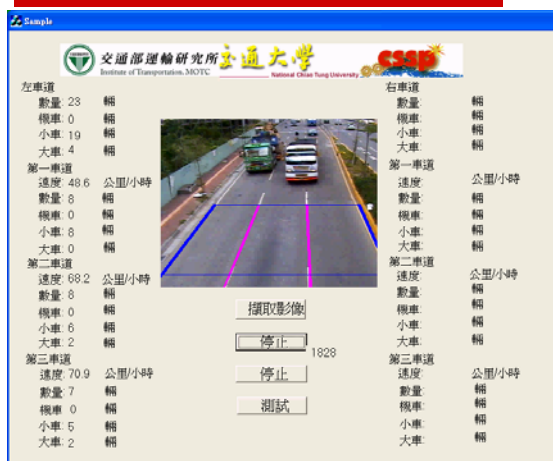 Sample
交通部運輸研究所
Institute of Transportation, MOTC
交通大學
National Chiao Tung University
cssp
左車道
數量: 23 輛
機車: 0 輛
小車: 19 輛
大車: 4 輛
第一車道
速度: 48.6 公里/小時
數量: 8 輛
機車: 0 輛
小車: 8 輛
大車: 0 輛
第二車道
速度: 68.2 公里/小時
數量: 8 輛
機車: 0 輛
小車: 6 輛
大車: 2 輛
第三車道
速度: 70.9 公里/小時
數量: 7 輛
機車: 0 輛
小車: 5 輛
大車: 2 輛
擷取影像
停止
1828
停止
測試
右車道
數量: 輛
機車: 輛
小車: 輛
大車: 輛
第一車道
速度: 公里/小時
數量: 輛
機車: 輛
小車: 輛
大車: 輛
第二車道
速度: 公里/小時
數量: 輛
機車: 輛
小車: 輛
大車: 輛
第三車道
速度: 公里/小時
數量: 輛
機車: 輛
小車: 輛
大車: 輛